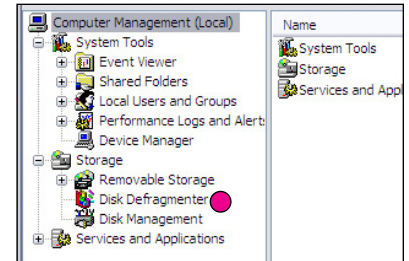 Computer Management (Local)
System Tools
Event Viewer
Shared Folders
Local Users and Groups
Performance Logs and Alert
Device Manager
Storage
Removable Storage
Disk Defragmenter
Disk Management
Services and Applications
Name
System Tools
Storage
Services and Appl